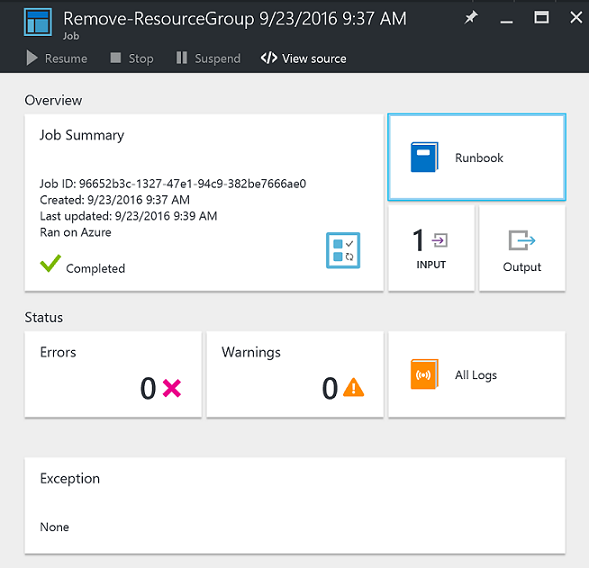 Remove-ResourceGroup 9/23/2016 9:37 AM
Job
Resume
Stop
Suspend
</> View source
Overview
Job Summary
Job ID: 96652b3c-1327-47e1-94c9-382be7666ae0
Created: 9/23/2016 9:37 AM
Last updated: 9/23/2016 9:39 AM
Ran on Azure
Completed
Runbook
1
INPUT
Output
Status
Errors
0
Warnings
0
All Logs
Exception
None